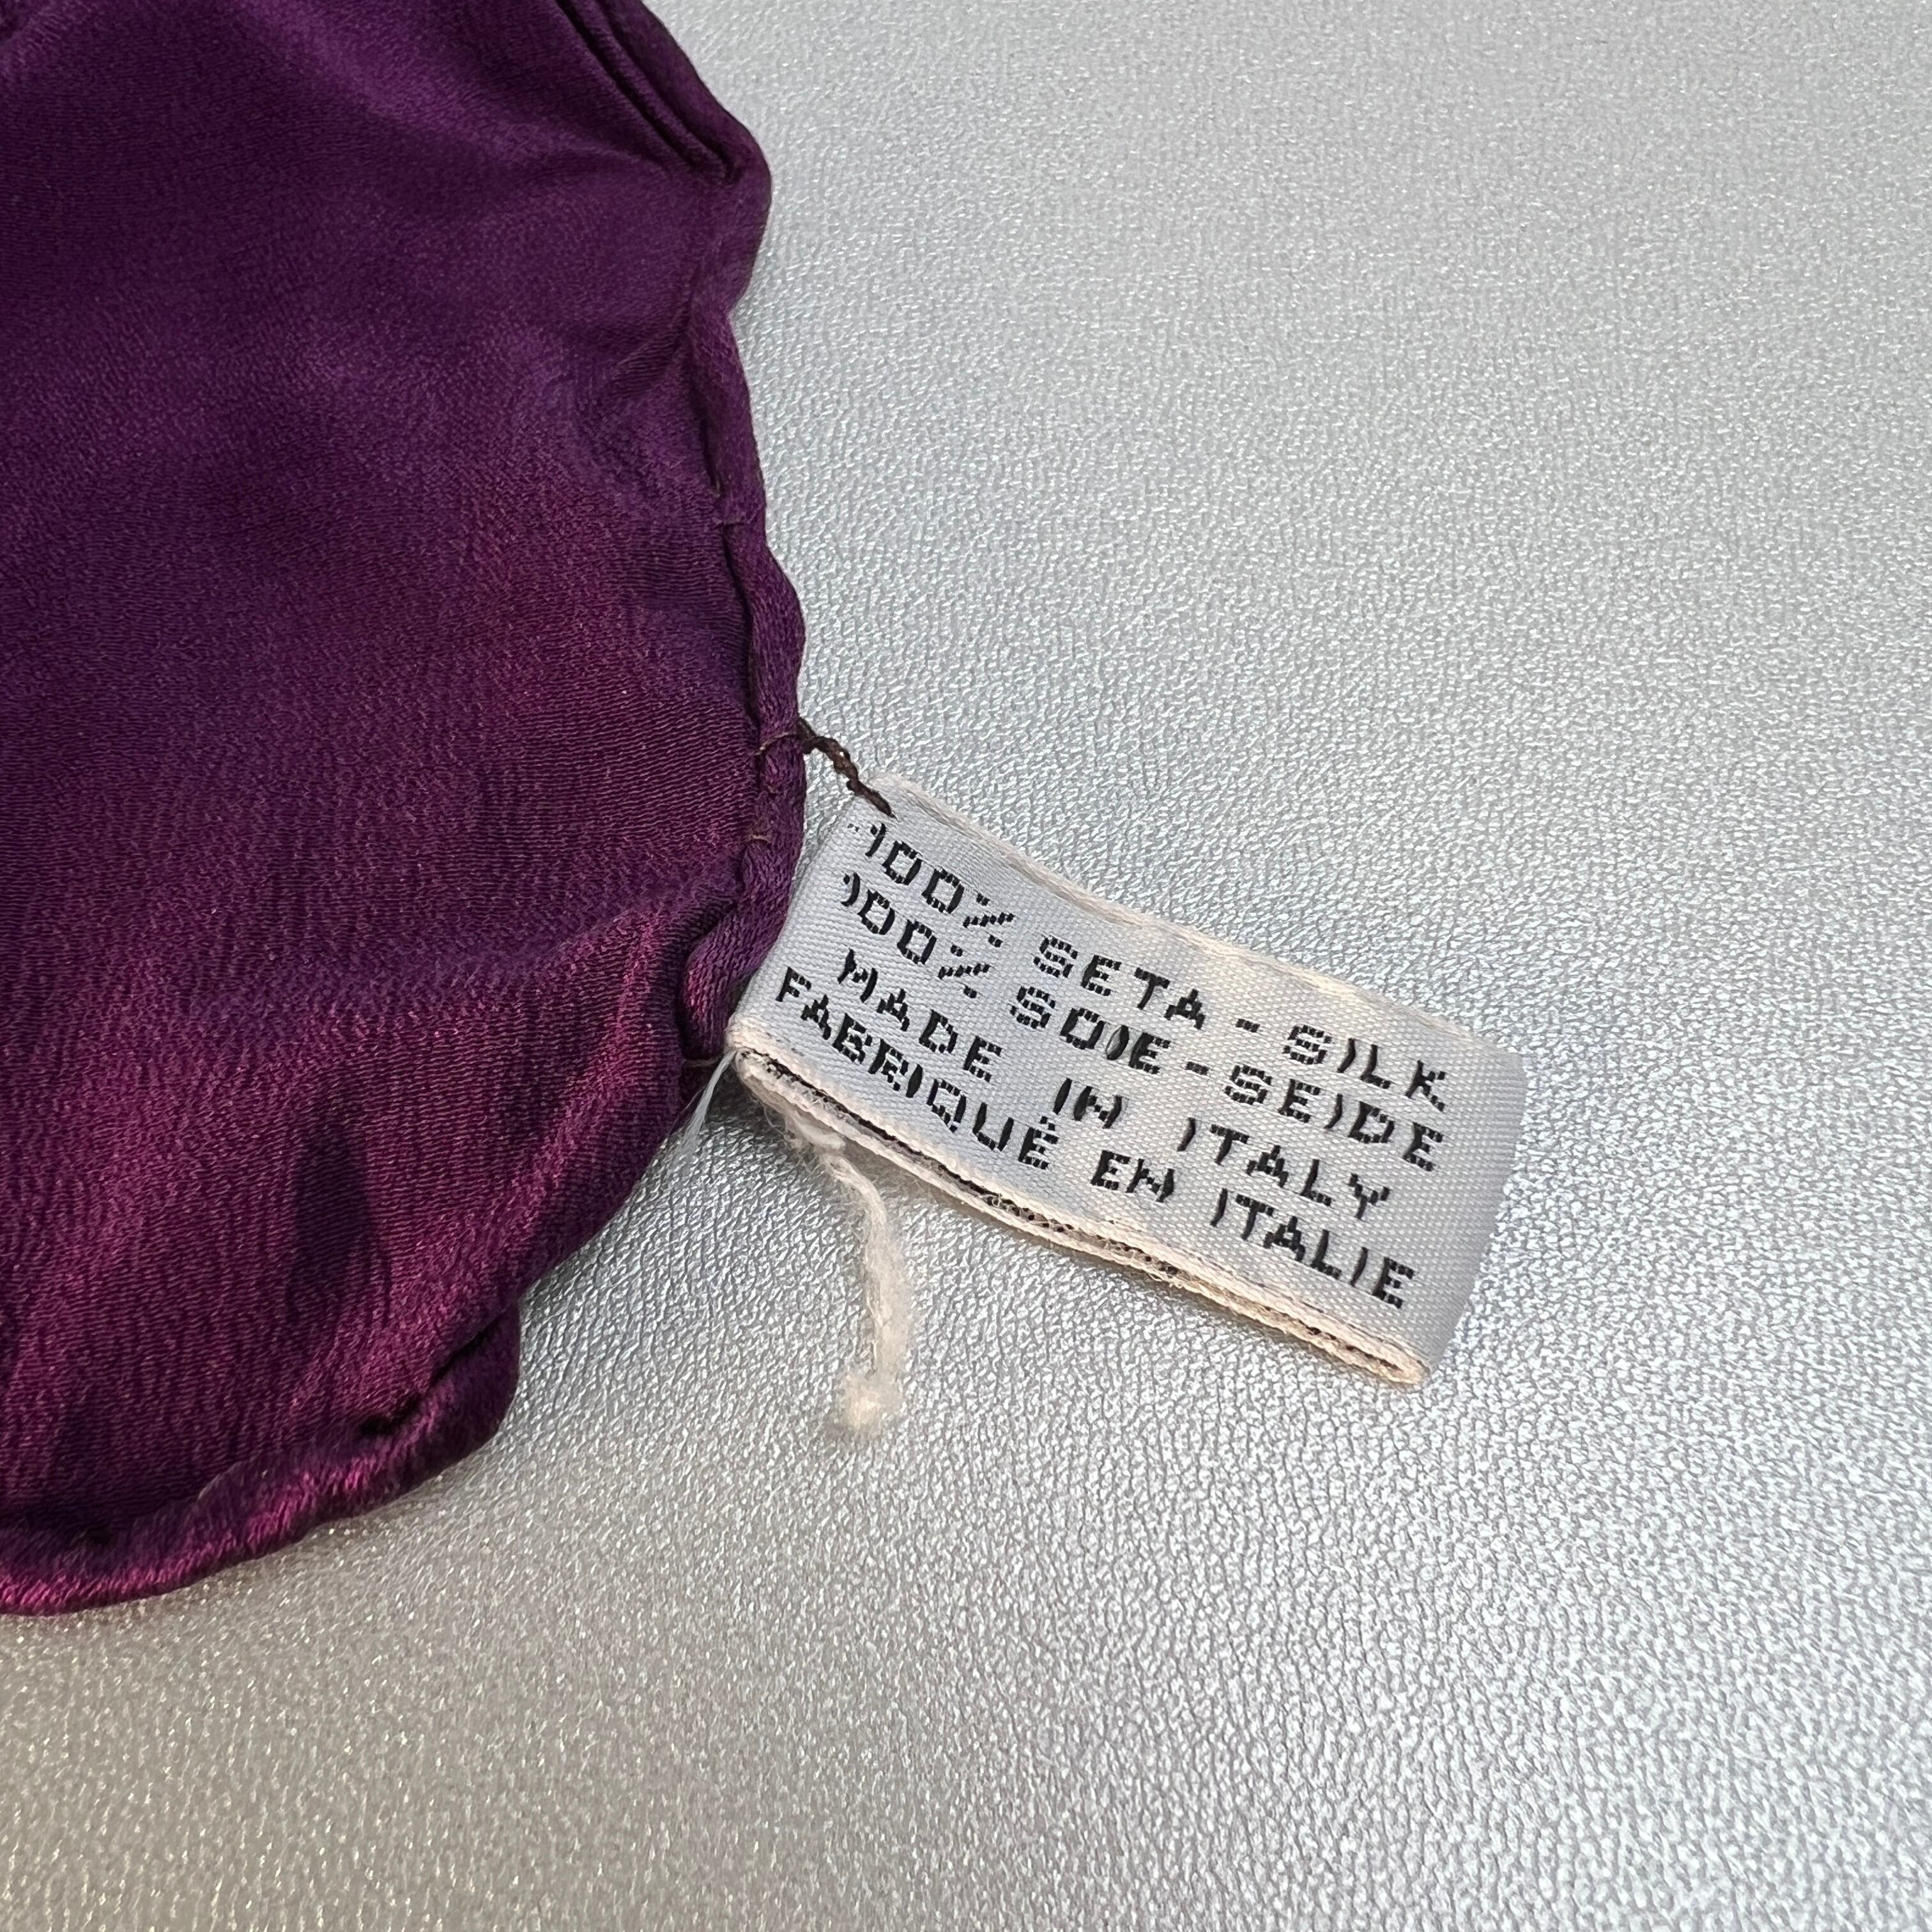 100% SETA-SILK
100% SOIE-SEIDE
MADE IN ITALY
FABRIQUÉ EN ITALIE